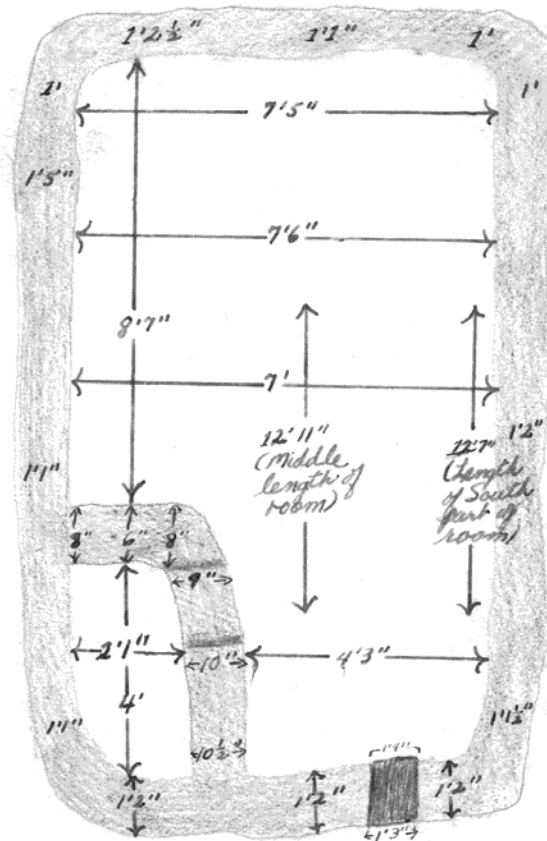 1'2½" 1'1" 1'
1' 7'5" 1'
1'5"
7'6"
8'7"
7'
12'11"
(Middle
length of
room)
12'7"
(Length
of South
part of
room)
1'2"
1'1"
8" 6" 8"
9"
2'1" 10" 4'3"
4'
1'1" 1'1½"
10½"
1'2" 1'2" 1'2"
1'3"